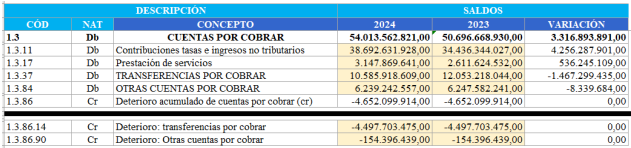 DESCRIPCIÓN SALDOS
CÓD NAT CONCEPTO 2024 2023 VARIACIÓN
1.3 Db CUENTAS POR COBRAR 54.013.562.821,00 50.696.668.930,00 3.316.893.891,00
1.3.11 Db Contribuciones tasas e ingresos no tributarios 38.692.631.928,00 34.436.344.027,00 4.256.287.901,00
1.3.17 Db Prestación de servicios 3.147.869.641,00 2.611.624.532,00 536.245.109,00
1.3.37 Db TRANSFERENCIAS POR COBRAR 10.585.918.609,00 12.053.218.044,00 -1.467.299.435,00
1.3.84 Db OTRAS CUENTAS POR COBRAR 6.239.242.557,00 6.247.582.241,00 -8.339.684,00
1.3.86 Cr Deterioro acumulado de cuentas por cobrar (cr) -4.652.099.914,00 -4.652.099.914,00 0,00
1.3.86.14 Cr Deterioro: transferencias por cobrar -4.497.703.475,00 -4.497.703.475,00 0,00
1.3.86.90 Cr Deterioro: Otras cuentas por cobrar -154.396.439,00 -154.396.439,00 0,00